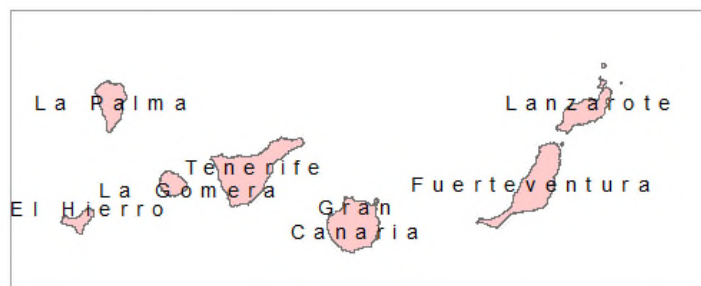 La Palma
Lanzarote
Tenerife
Fuerteventura
La Gomera
El Hierro
Gran
Canaria